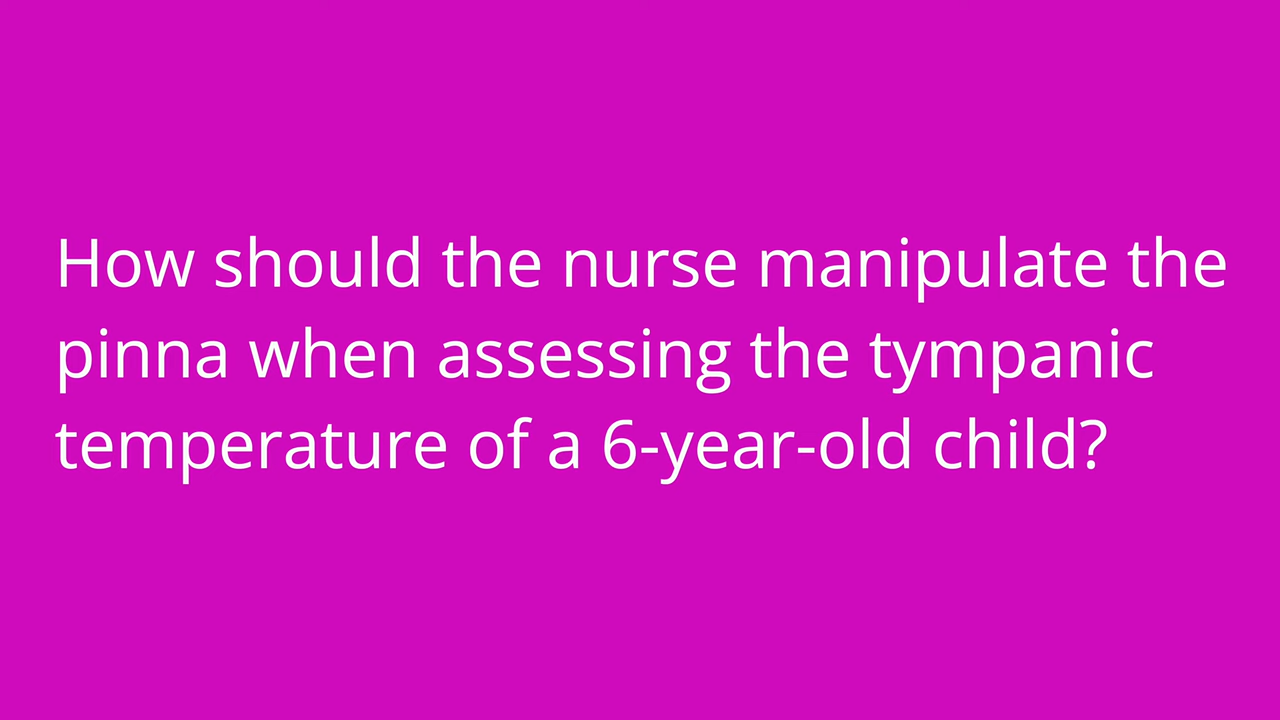 How should the nurse manipulate the
pinna when assessing the tympanic
temperature of a 6-year-old child?